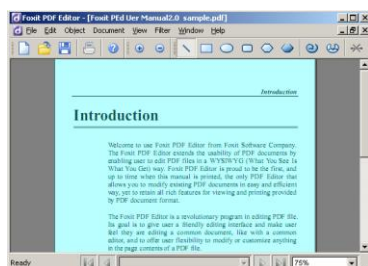 Foxit PDF Editor - [Foxit PEd Uer Manual2.0 sample.pdf]
File Edit Object Document View Filter Window Help
Introduction
Introduction
Welcome to use Foxit PDF Editor from Foxit Software Company.
The Foxit PDF Editor extends the usability of PDF documents by
enabling user to edit PDF files in a WYSIWYG (What You See Is
What You Get) way. Foxit PDF Editor is proud to be the first, and
up to time when this manual is printed, the only PDF Editor that
allows you to modify existing PDF documents in easy and efficient
way, yet to retain all rich features for viewing and printing provided
by PDF document format.
The Foxit PDF Editor is a revolutionary program in editing PDF file.
Its goal is to give user a friendly editing interface and make user
feel they are editing a common document, like with a common
editor, and to offer user flexibility to modify or customize anything
in the page contents of a PDF file.
Ready 75%